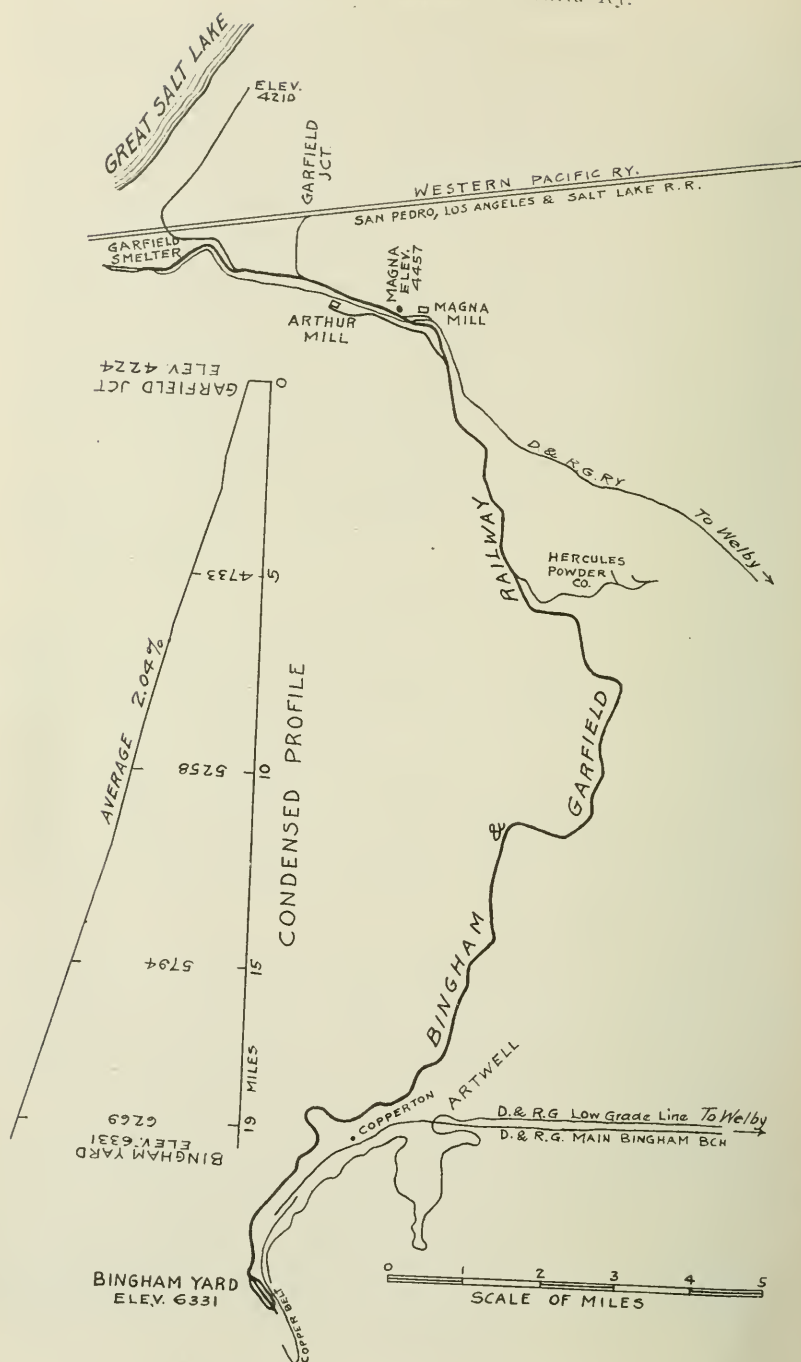 RY.
GREAT SALT LAKE
ELEV.
4210
GARFIELD
JCT.
WESTERN PACIFIC RY.
SAN PEDRO, LOS ANGELES & SALT LAKE R.R.
GARFIELD
SMELTER
MAGNA
ELEV.
4457
MAGNA
MILL
ARTHUR
MILL
GARFIELD JCT
ELEV. 4224
0
D & R.G. RY
To Welby
RAILWAY
HERCULES
POWDER
CO.
4733
5
AVERAGE 2.04%
CONDENSED PROFILE
5258
10
GARFIELD
&
BINGHAM
5794
15
MILES
ARTWELL
COPPERTON
D. & R.G Low Grade Line To Welby
D. & R.G. MAIN BINGHAM BCH
6269
19
BINGHAM YARD
ELEV. 6331
BINGHAM YARD
ELEV. 6331
COPPER BELT
0 1 2 3 4 5
SCALE OF MILES